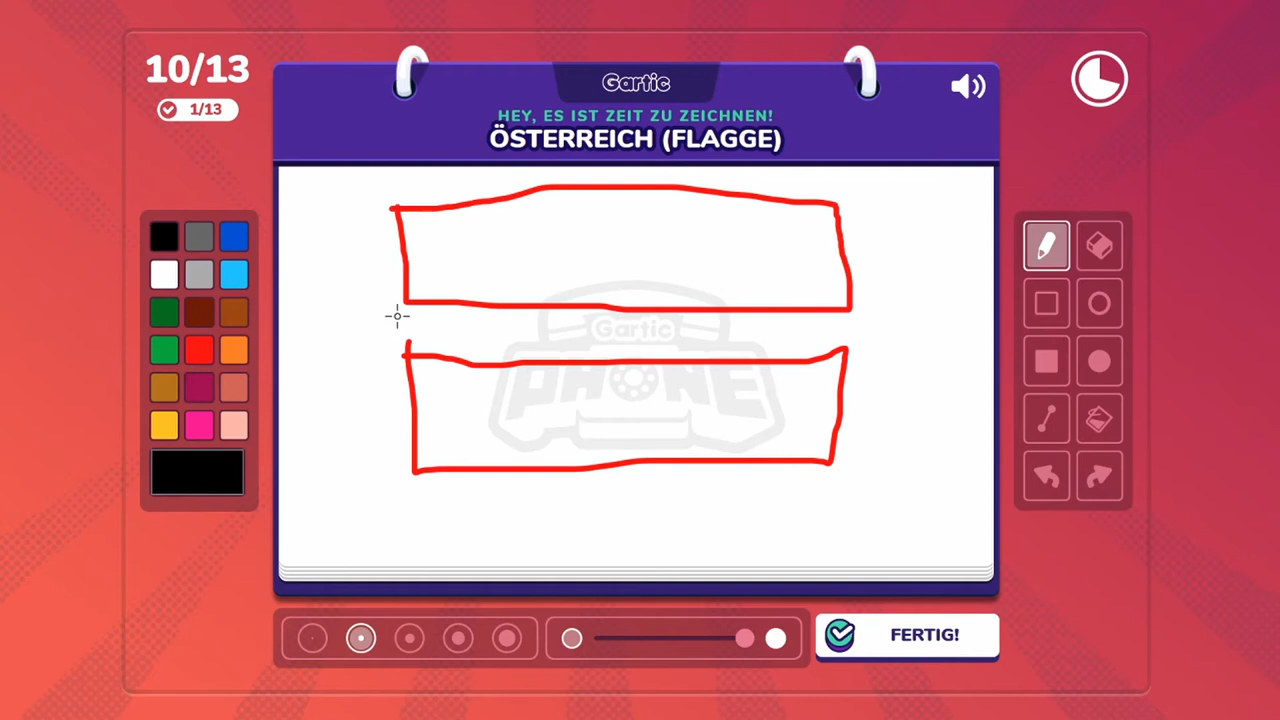 10/13
1/13
Gartic
HEY, ES IST ZEIT ZU ZEICHNEN!
ÖSTERREICH (FLAGGE)
Gartic
PHONE
FERTIG!